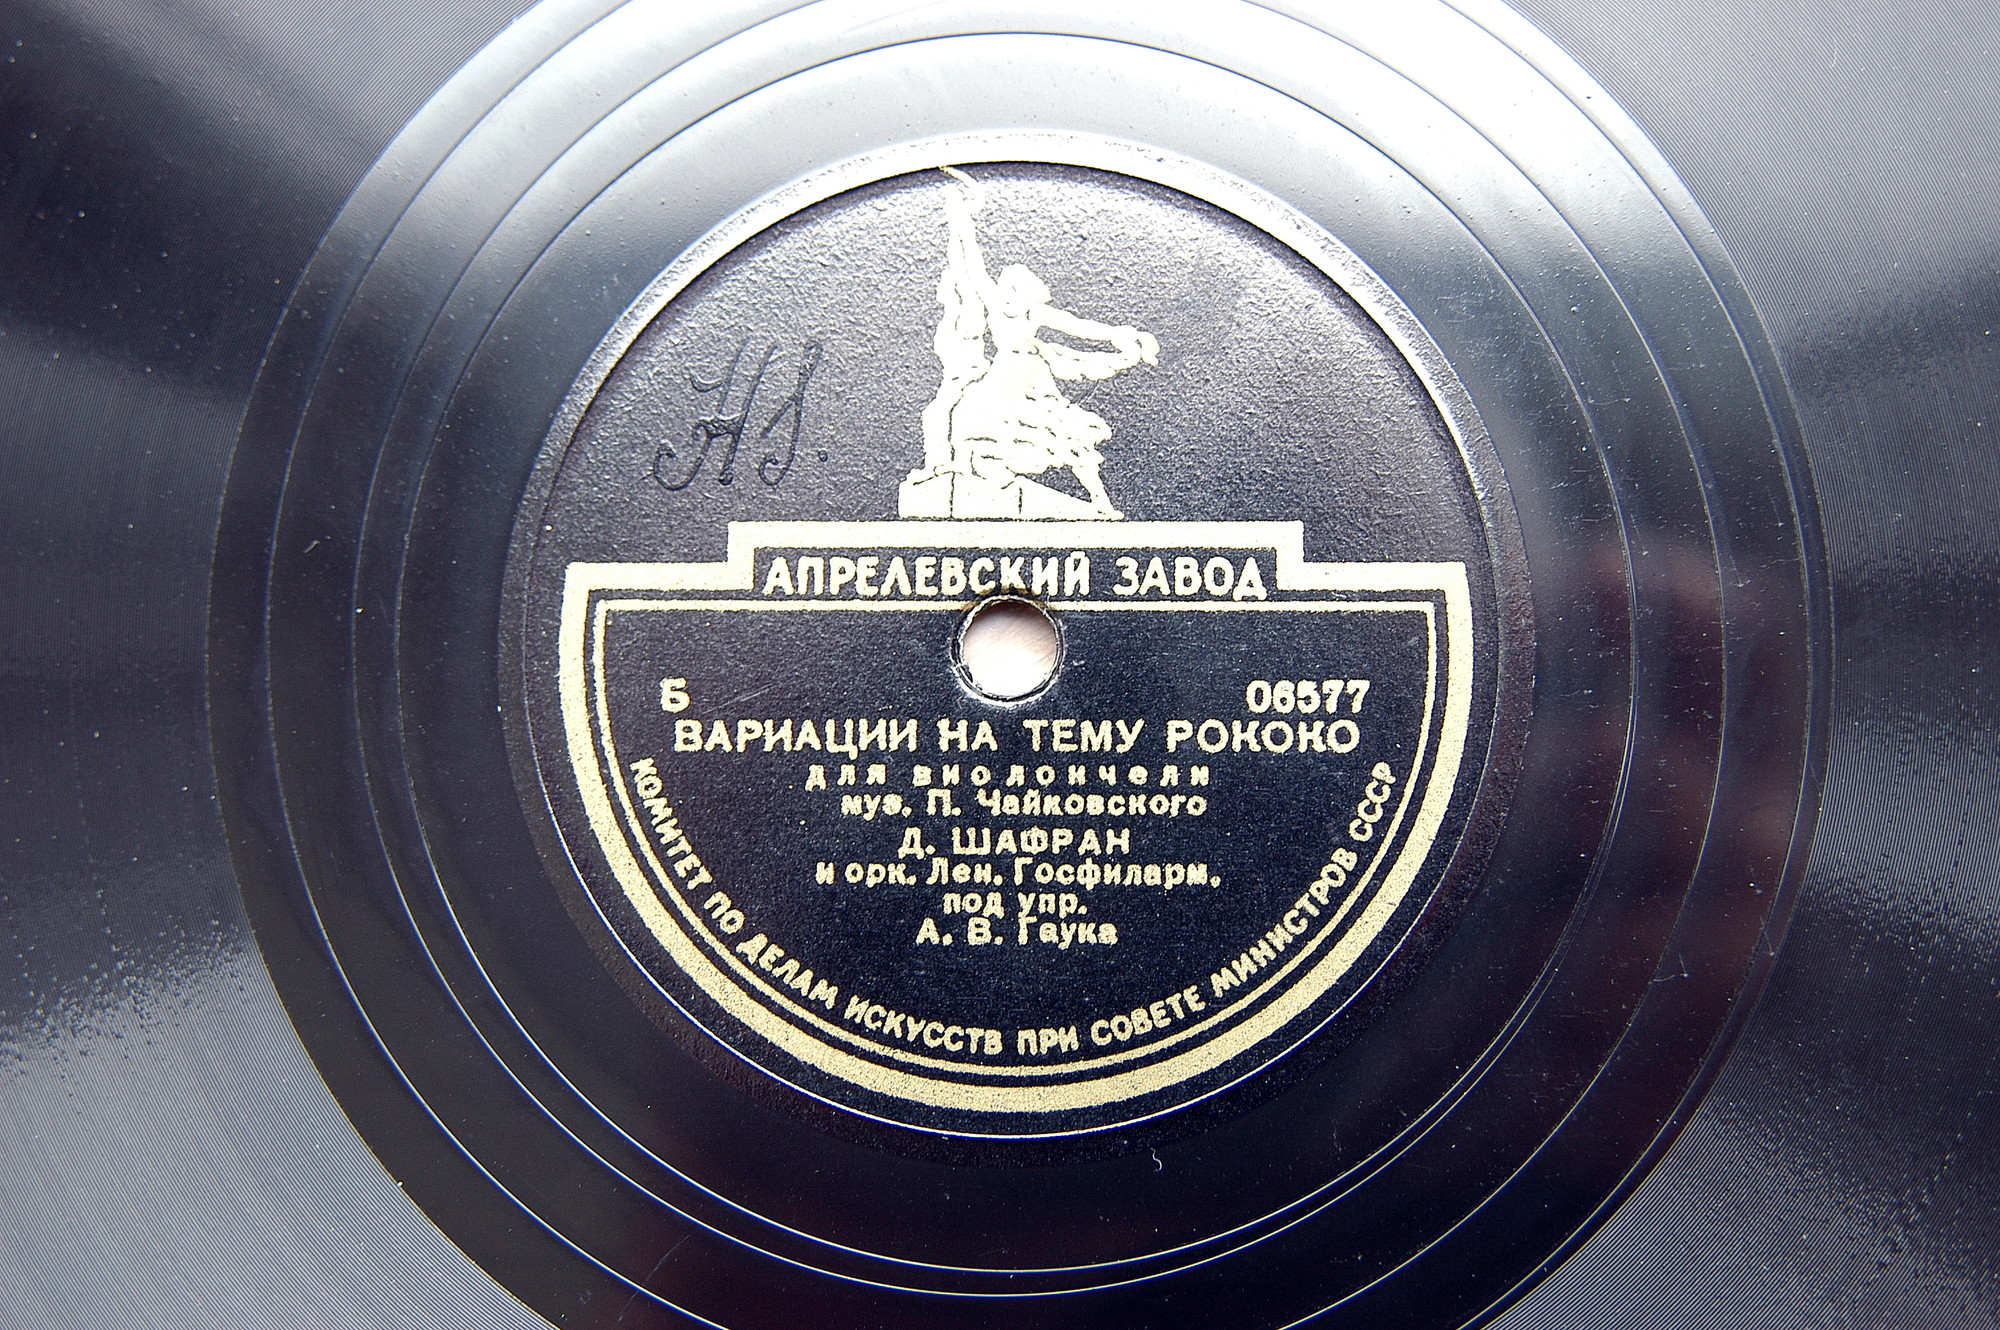 Н1.
АПРЕЛЕВСКИЙ ЗАВОД
Б 06577
ВАРИАЦИИ НА ТЕМУ РОКОКО
для виолончели
муз. П. Чайковского
Д. ШАФРАН
и орк. Лен. Госфиларм.
под упр.
А. В. Гаука
КОМИТЕТ ПО ДЕЛАМ ИСКУССТВ ПРИ СОВЕТЕ МИНИСТРОВ СССР